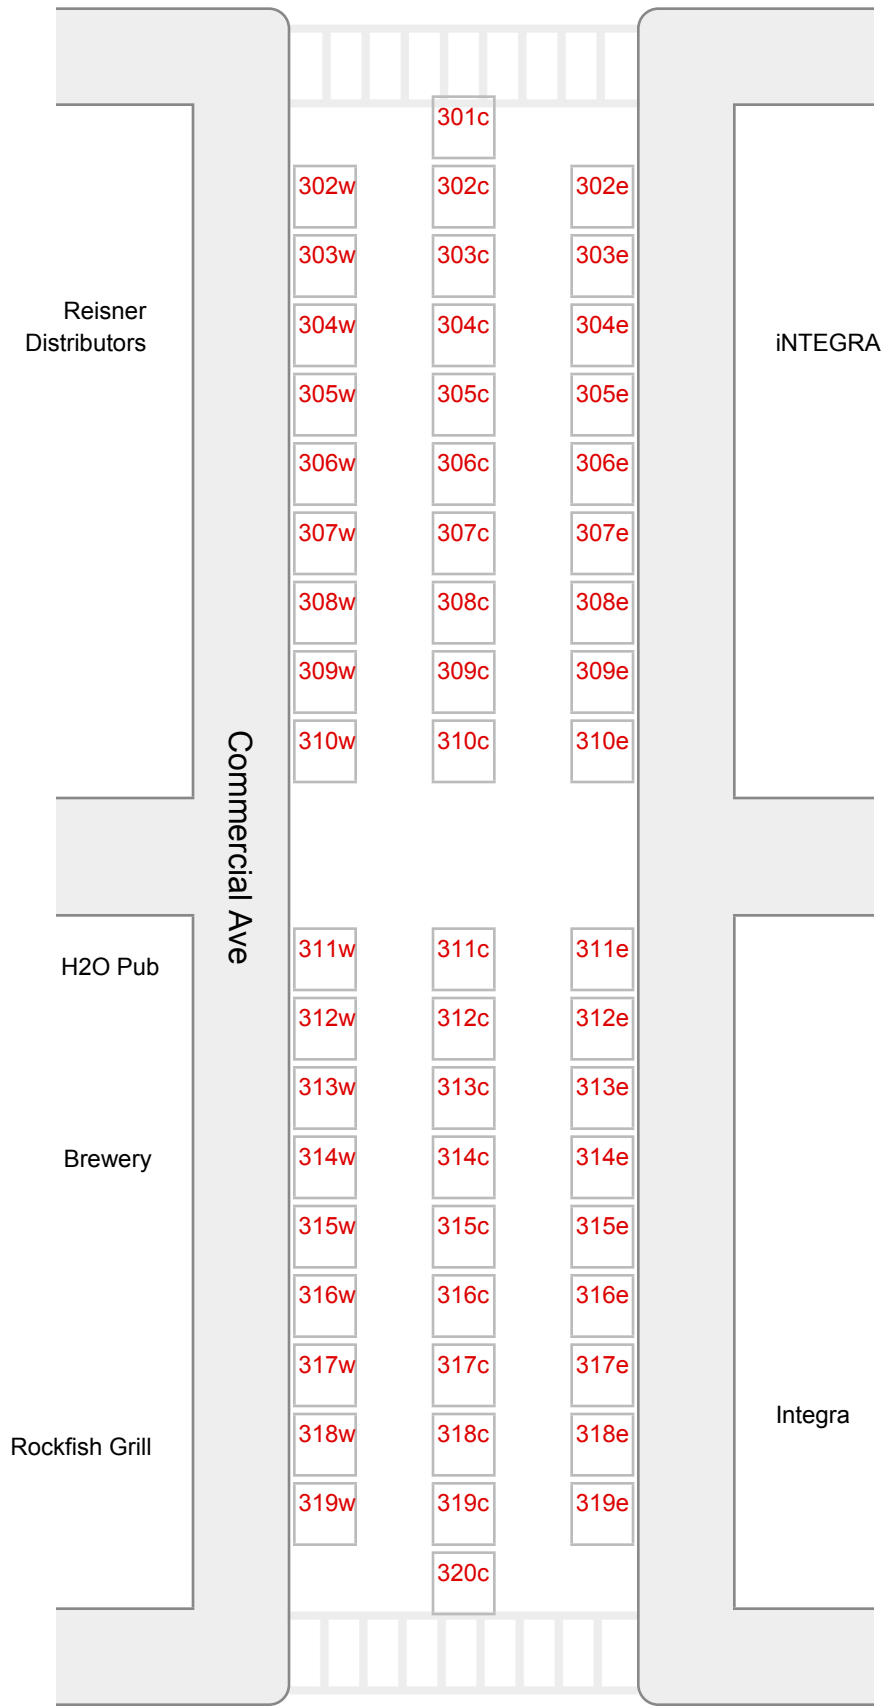 301c
302w 302c 302e
303w 303c 303e
Reisner
Distributors
304w 304c 304e
iNTEGRA
305w 305c 305e
306w 306c 306e
307w 307c 307e
308w 308c 308e
309w 309c 309e
310w 310c 310e
Commercial Ave
H2O Pub
311w 311c 311e
312w 312c 312e
313w 313c 313e
Brewery
314w 314c 314e
315w 315c 315e
316w 316c 316e
317w 317c 317e
Integra
Rockfish Grill
318w 318c 318e
319w 319c 319e
320c